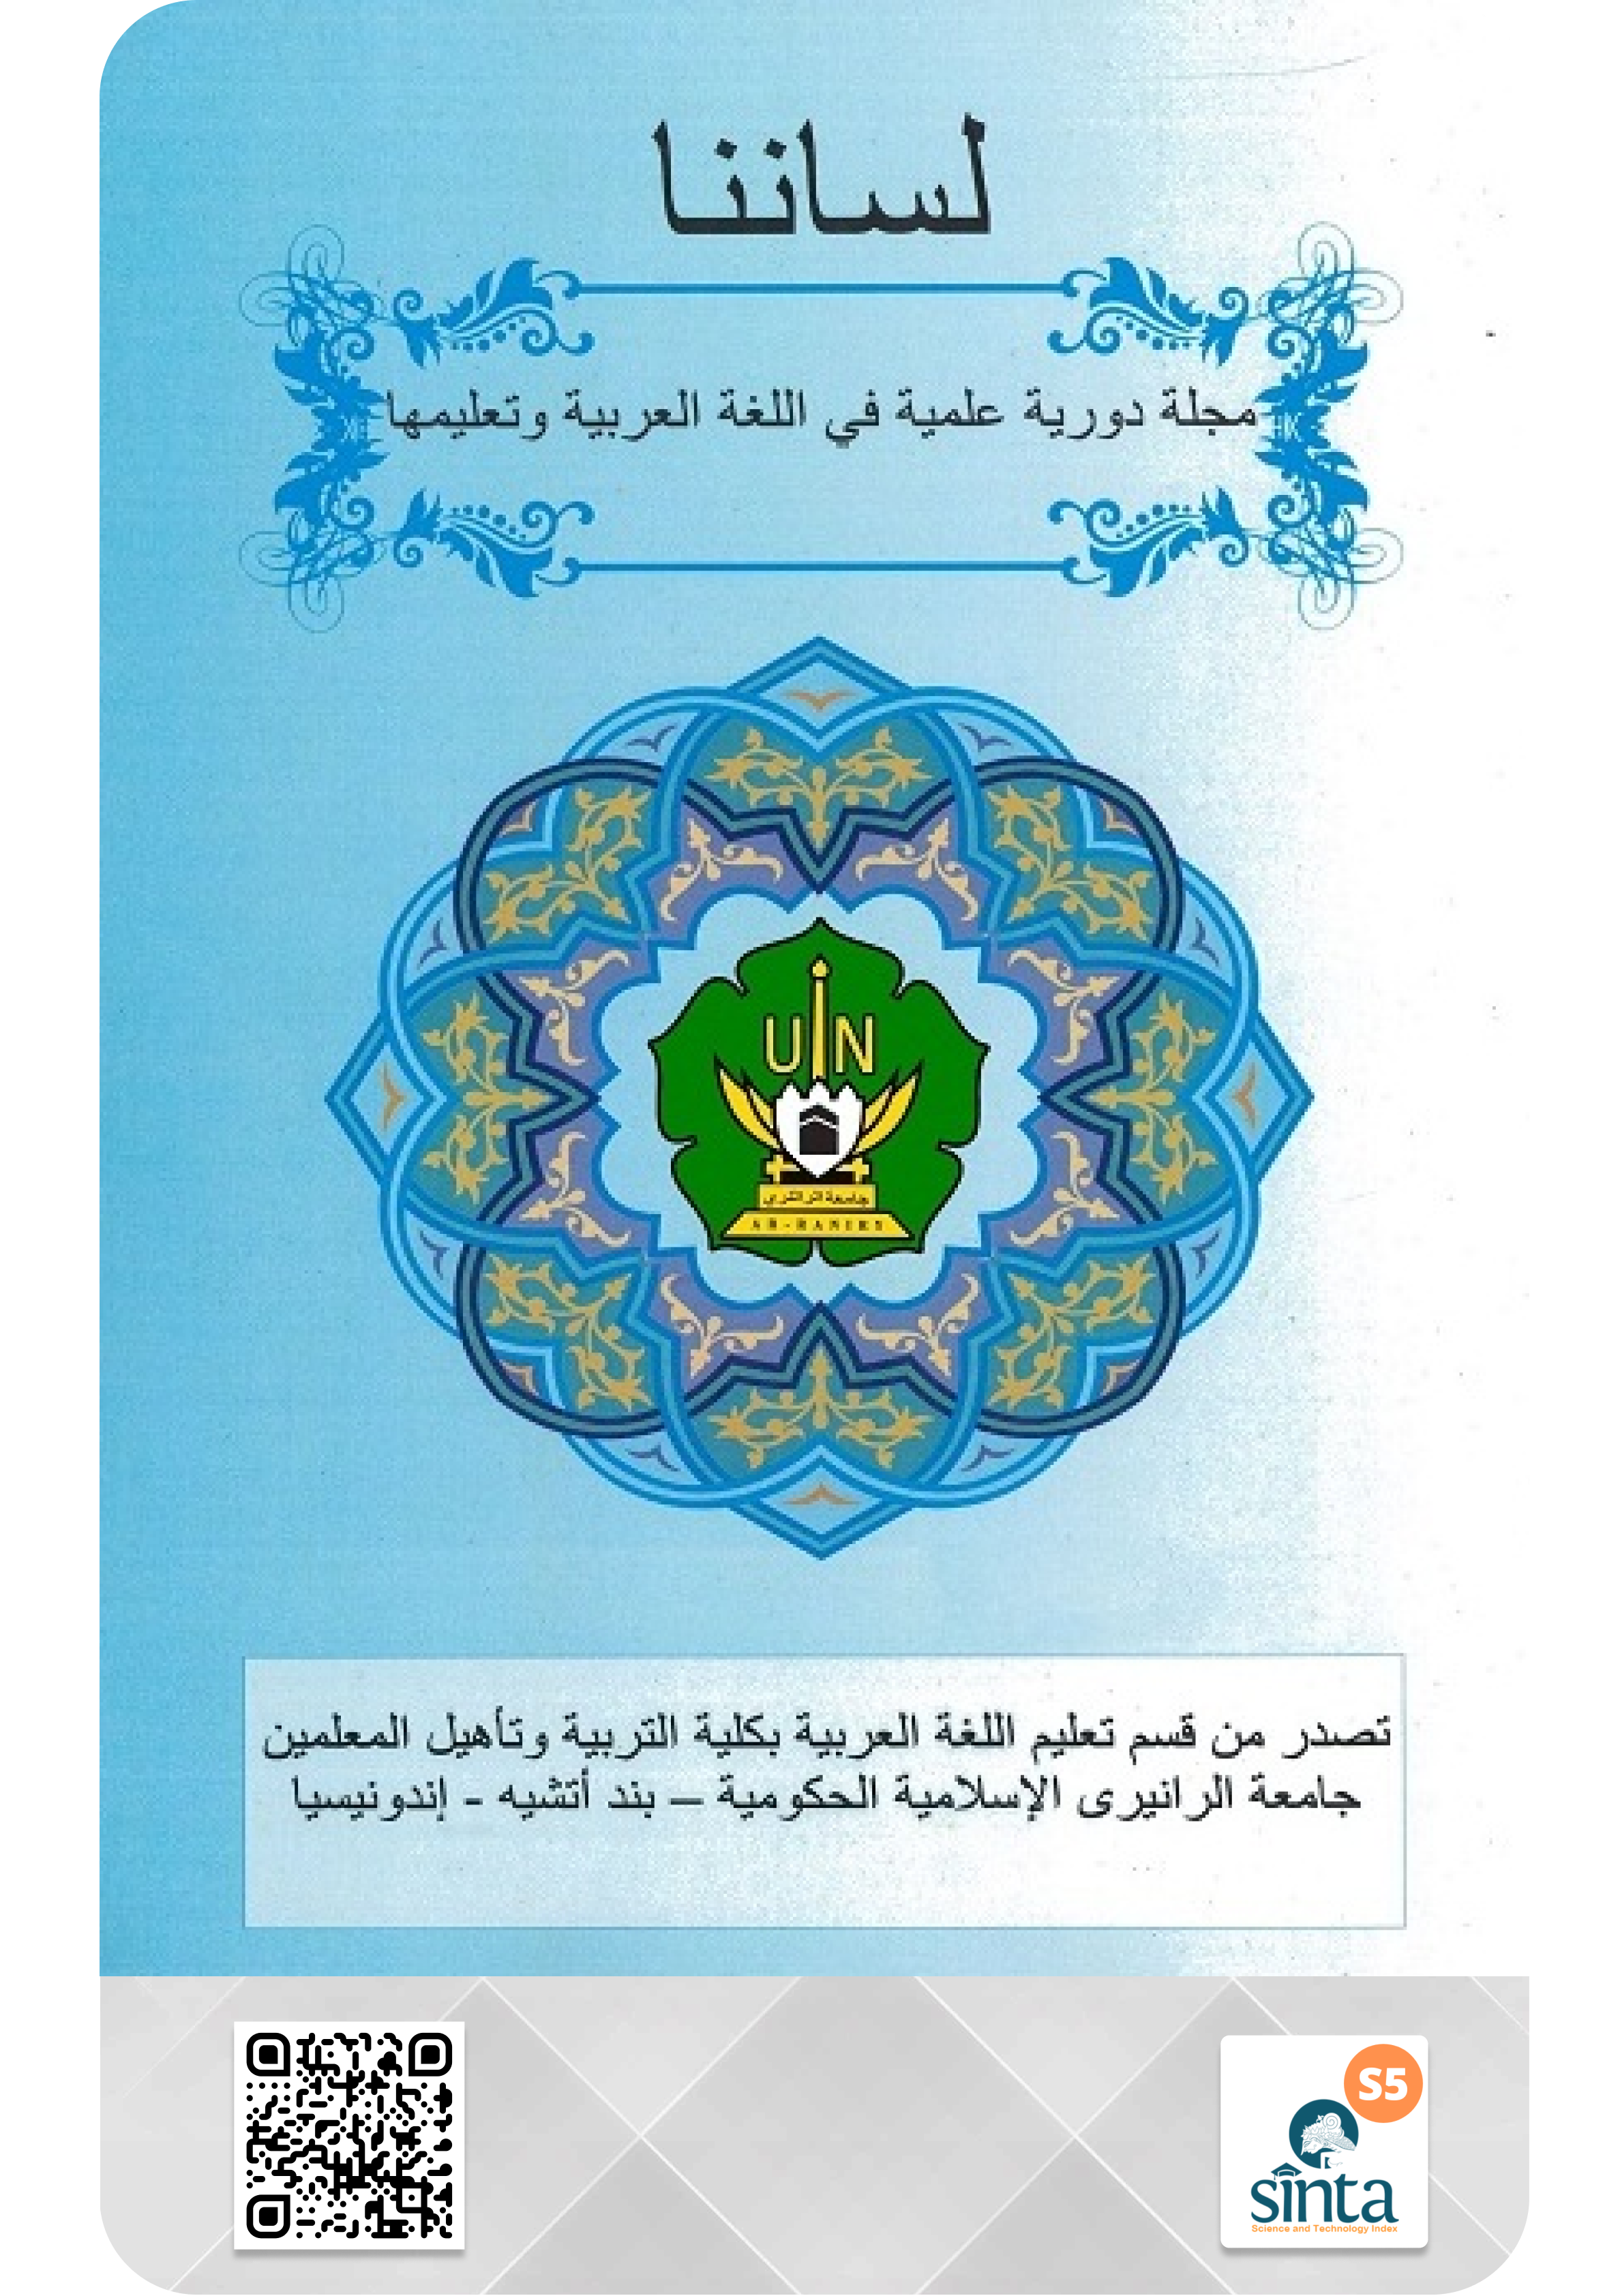 لساننا
مجلة دورية علمية في اللغة العربية وتعليمها
UIN
جامعة الرانيري
AR-RANIRY
تصدر من قسم تعليم اللغة العربية بكلية التربية وتأهيل المعلمين
جامعة الرانيرى الإسلامية الحكومية – بند أتشيه - إندونيسيا
S5
sinta
Science and Technology Index